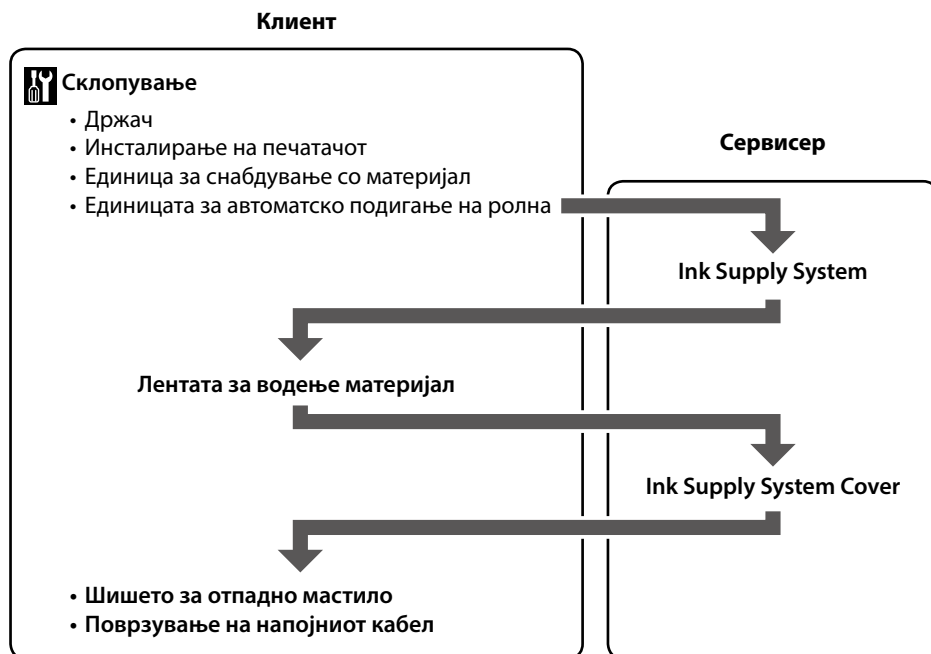 Клиент
Склопување
• Држач
• Инсталирање на печатачот
• Единица за снабдување со материјал
• Единицата за автоматско подигање на ролна
Сервисер
Ink Supply System
Лентата за водење материјал
Ink Supply System Cover
• Шишето за отпадно мастило
• Поврзување на напојниот кабел